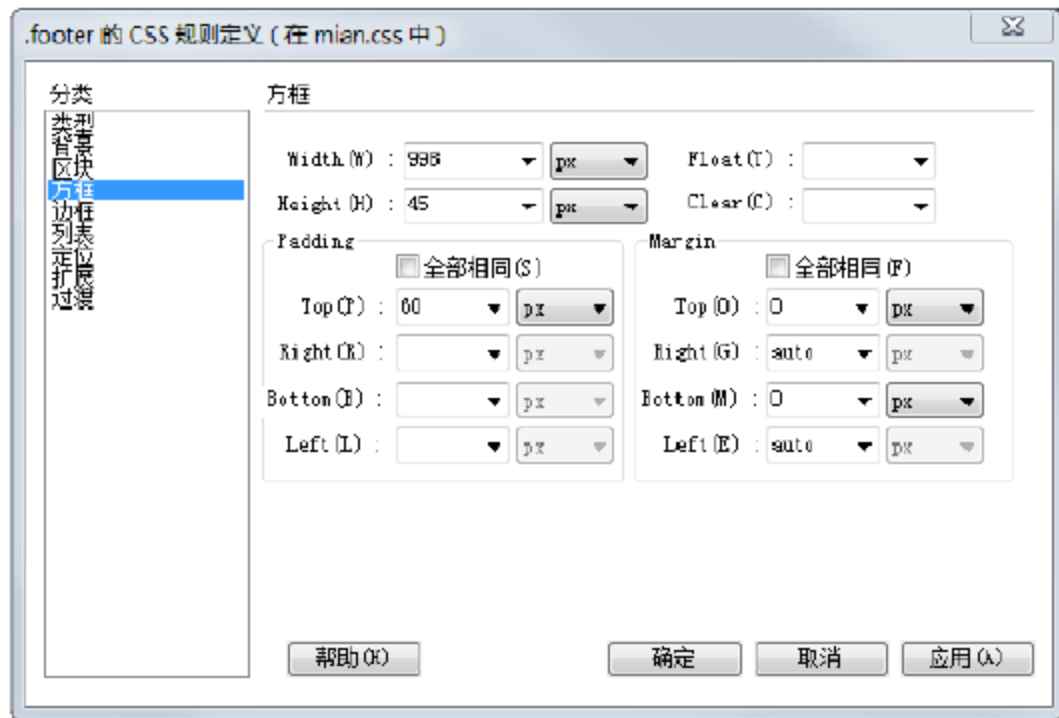 .footer 的 CSS 规则定义 ( 在 mian.css 中 )
分类
类型
背景
区块
方框
边框
列表
定位
扩展
过渡
方框
Width(W) : 998 px Float(T) :
Height(H) : 45 px Clear(C) :
Padding Margin
全部相同(S) 全部相同(F)
Top(P) : 60 px Top(O) : 0 px
Right(R) : px Right(G) : auto px
Bottom(B) : px Bottom(M) : 0 px
Left(L) : px Left(E) : auto px
帮助(H) 确定 取消 应用(A)